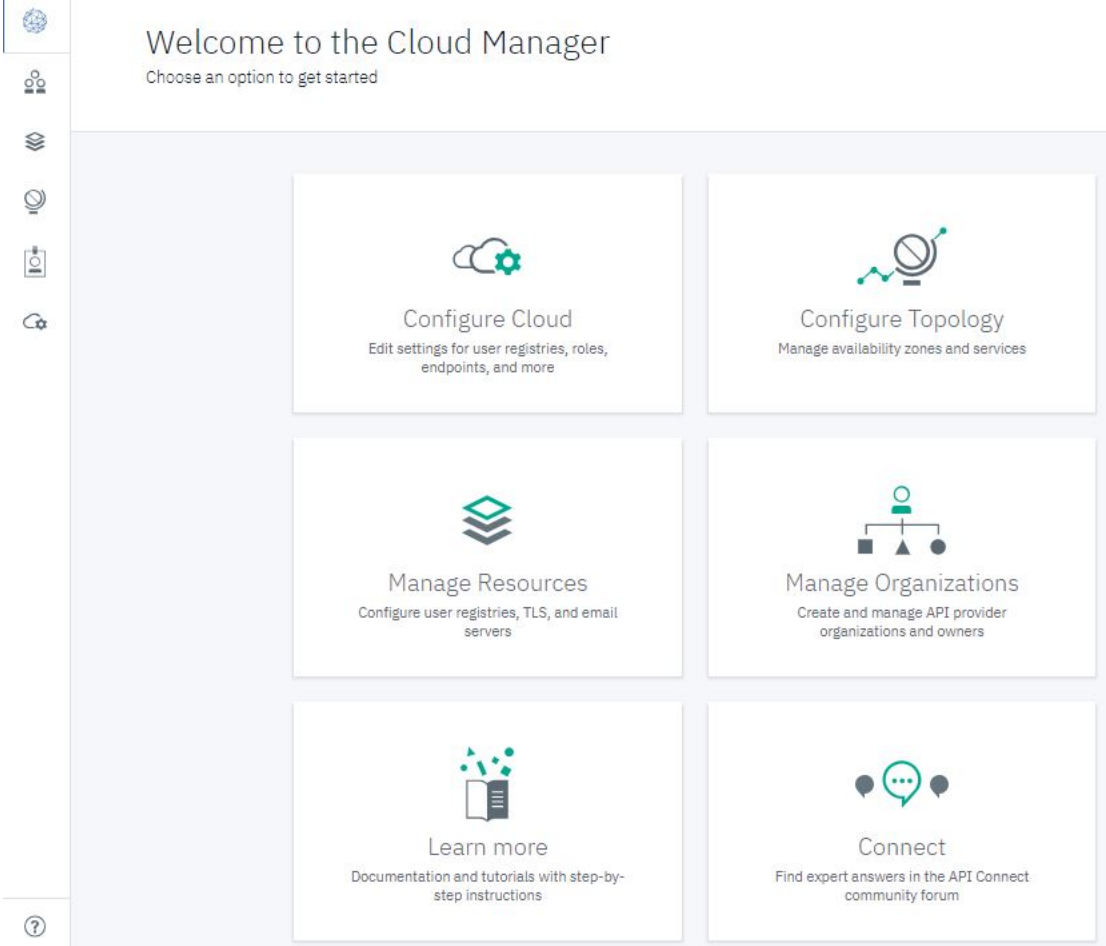 Welcome to the Cloud Manager
Choose an option to get started
Configure Cloud
Edit settings for user registries, roles,
endpoints, and more
Configure Topology
Manage availability zones and services
Manage Resources
Configure user registries, TLS, and email
servers
Manage Organizations
Create and manage API provider
organizations and owners
Learn more
Documentation and tutorials with step-by-
step instructions
Connect
Find expert answers in the API Connect
community forum
?